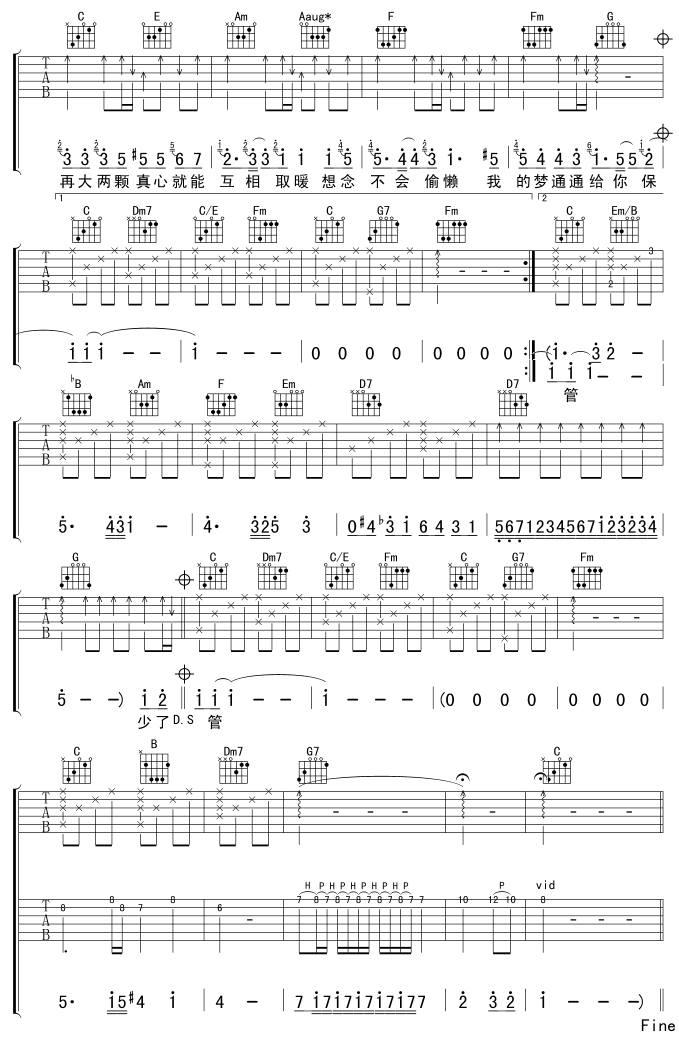 C E Am Aaug* F Fm G
T A B
3 3 3 5 #5 5 6 7 2· 3 3 1 1 1 5 5· 4 4 3 1· #5 5 4 4 3 1· 5 5 2
再大两颗真心就能 互相 取暖 想念 不会 偷懒 我 的梦通通给你 保
1 2
C Dm7 C/E Fm C G7 Fm C Em/B
T A B 3 2
1 1 1 – – 1 – – – 0 0 0 0 0 0 0 0 (1· 3 2 –
1 1 1 – –
管
♭B Am F Em D7 D7
T A B
5· 4 3 1 – 4· 3 2 5 3 0 #4 ♭3 1 6 4 3 1 5 6 7 1 2 3 4 5 6 7 1 2 3 2 3 4
G C Dm7 C/E Fm C G7 Fm
T A B
5 – – ) 1 2 1 1 1 – – 1 – – – (0 0 0 0 0 0 0 0
少了 D.S 管
C B Dm7 G7 C
T A B
H P H P H P H P H P P vid
T A B 8 8 8 7 8 6 7 8 7 8 7 8 7 8 7 8 7 7 10 12 10 8
5· 1 5 #4 1 4 – 7 1 7 1 7 1 7 1 7 1 7 7 2 3 2 1 – – – )
Fine